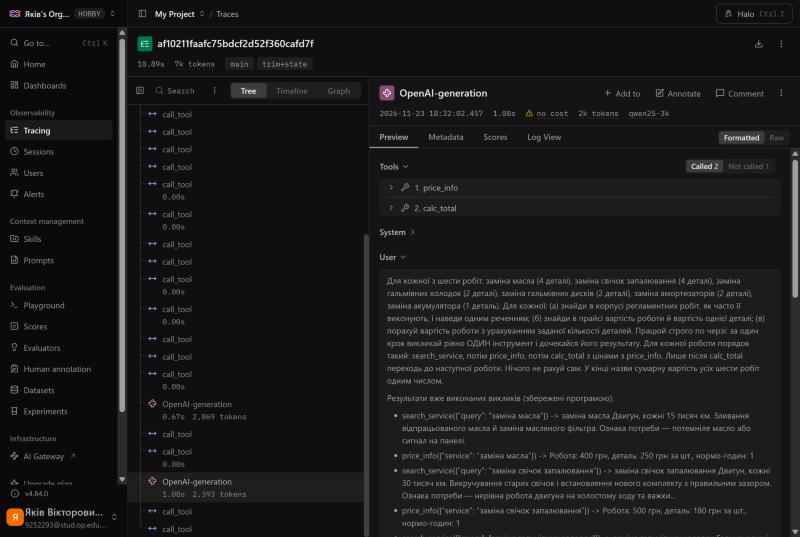 Яків's Org... HOBBY
My Project / Traces
Halo Ctrl I
Go to... Ctrl K
Home
Dashboards
Observability
Tracing
Sessions
Users
Alerts
Context management
Skills
Prompts
Evaluation
Playground
Scores
Evaluators
Human annotation
Datasets
Experiments
Infrastructure
AI Gateway
v4.84.0
Я
Яків Вікторови...
9252293@stud.op.edu...
af10211faafc75bdcf2d52f360cafd7f
10.89s 7k tokens main trim+state
Search Tree Timeline Graph
call_tool
call_tool
call_tool
call_tool
call_tool
0.00s
call_tool
0.00s
call_tool
call_tool
call_tool
0.00s
call_tool
0.00s
call_tool
call_tool
call_tool
0.00s
OpenAI-generation
0.67s 2,869 tokens
call_tool
call_tool
0.00s
OpenAI-generation
1.08s 2,393 tokens
call_tool
call_tool
OpenAI-generation
Add to Annotate Comment
2026-11-23 18:32:02.457 1.08s no cost 2k tokens qwen25-3k
Preview Metadata Scores Log View Formatted Raw
Tools Called 2 Not called 1
1. price_info
2. calc_total
System
User
Для кожної з шести робіт: заміна масла (4 деталі), заміна свічок запалювання (4 деталі), заміна
гальмівних колодок (2 деталі), заміна гальмівних дисків (2 деталі), заміна амортизаторів (2 деталі),
заміна акумулятора (1 деталь). Для кожної: (а) знайди в корпусі регламентних робіт, як часто її
виконують, і наведи одним реченням; (б) знайди в прайсі вартість роботи й вартість однієї деталі; (в)
порахуй вартість роботи з урахуванням заданої кількості деталей. Працюй строго по черзі: за один
крок викликай рівно ОДИН інструмент і дочекайся його результату. Для кожної роботи порядок
такий: search_service, потім price_info, потім calc_total з цінами з price_info. Лише після calc_total
переходь до наступної роботи. Нічого не рахуй сам. У кінці назви сумарну вартість усіх шести робіт
одним числом.
Результати вже виконаних викликів (збережені програмою):
search_service({"query": "заміна масла"}) -> заміна масла Двигун, кожні 15 тисяч км. Зливання
відпрацьованого масла й заміна масляного фільтра. Ознака потреби — потемніле масло або
сигнал на панелі.
price_info({"service": "заміна масла"}) -> Робота: 400 грн, деталь: 250 грн за шт., нормо-годин: 1
search_service({"query": "заміна свічок запалювання"}) -> заміна свічок запалювання Двигун, кожні
30 тисяч км. Викручування старих свічок і встановлення нового комплекту з правильним зазором.
Ознака потреби — нерівна робота двигуна на холостому ходу та важки...
price_info({"service": "заміна свічок запалювання"}) -> Робота: 500 грн, деталь: 180 грн за шт.,
нормо-годин: 1